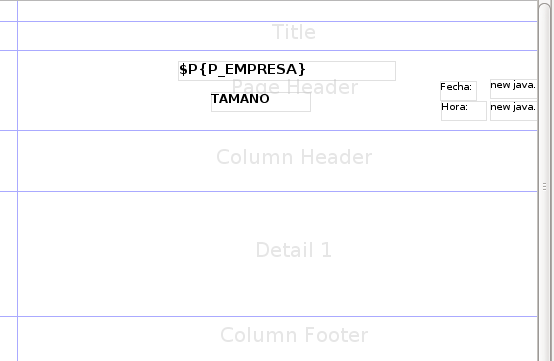 Title
$P{P_EMPRESA}
Page Header
Fecha: new java.
TAMANO
Hora: new java.
Column Header
Detail 1
Column Footer